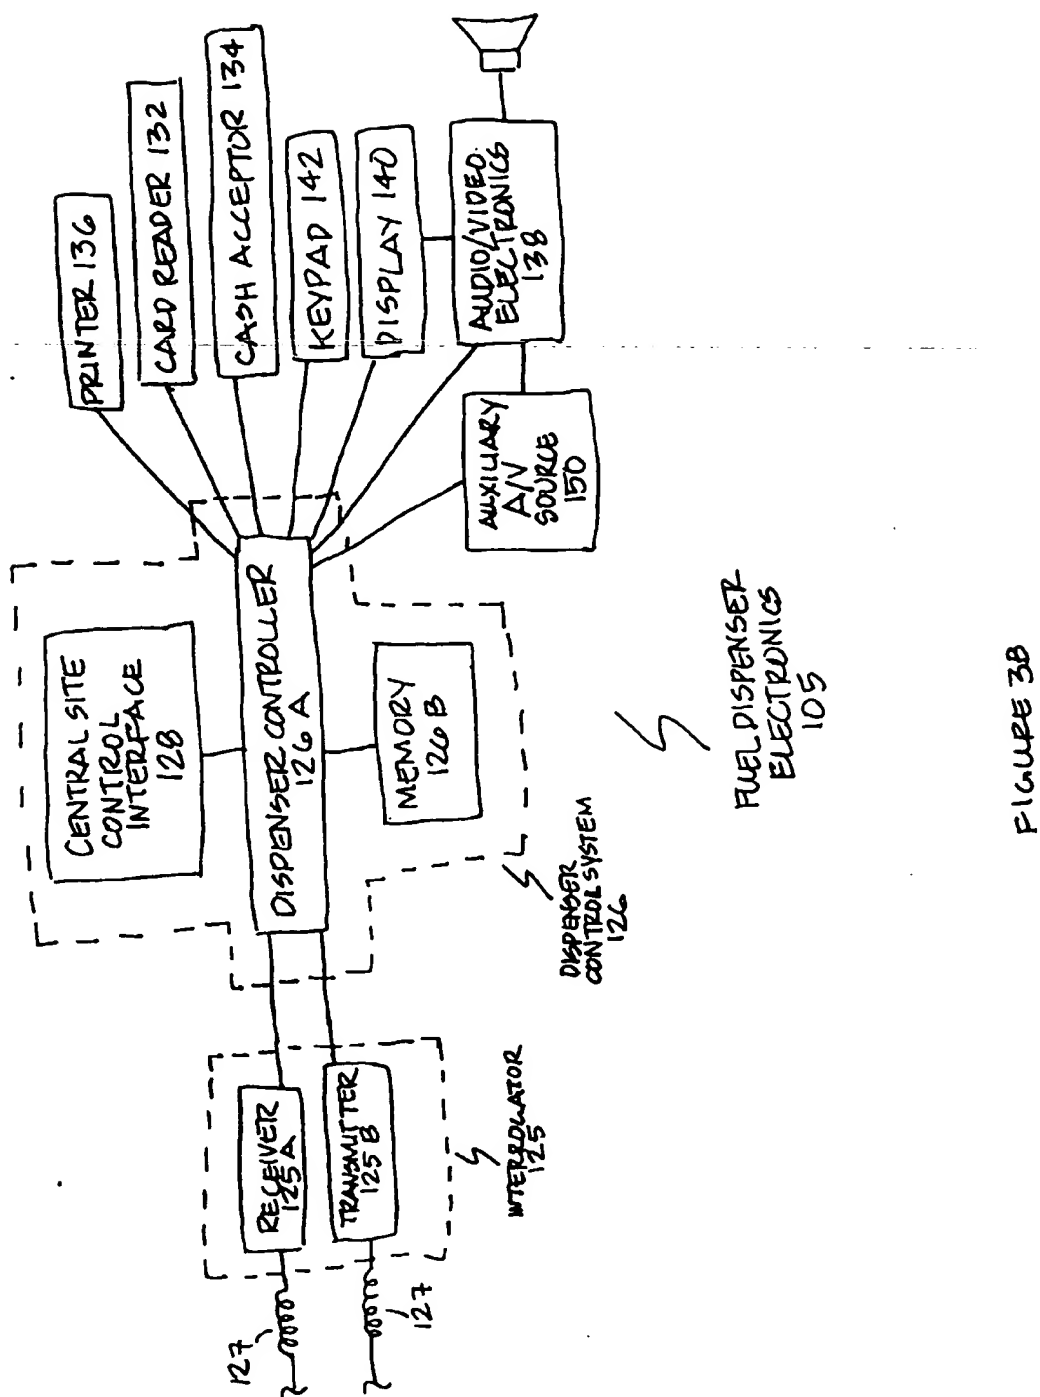 PRINTER 136
CARD READER 132
CASH ACCEPTOR 134
KEYPAD 142
DISPLAY 140
AUDIO/VIDEO
ELECTRONICS
138
AUXILIARY
A/V
SOURCE
150
CENTRAL SITE
CONTROL
INTERFACE
128
DISPENSER CONTROLLER
126 A
MEMORY
126 B
DISPENSER
CONTROL SYSTEM
126
RECEIVER
125 A
TRANSMITTER
125 B
INTERROGATOR
125
127
127
FUEL DISPENSER
ELECTRONICS
105
FIGURE 3B